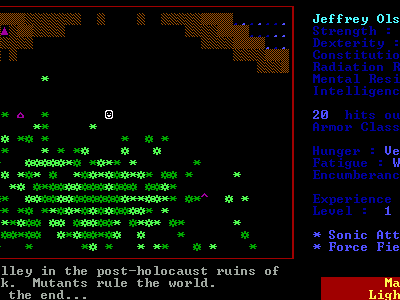 Jeffrey Ols
Strength :
Dexterity :
Constitutio
Radiation R
Mental Resi
Intelligenc
20 hits ou
Armor Class
Hunger : Ve
Fatigue : W
Encumberanc
Experience
Level : 1
* Sonic Att
* Force Fie
lley in the post-holocaust ruins of
k. Mutants rule the world.
the end...
Ma
Ligh